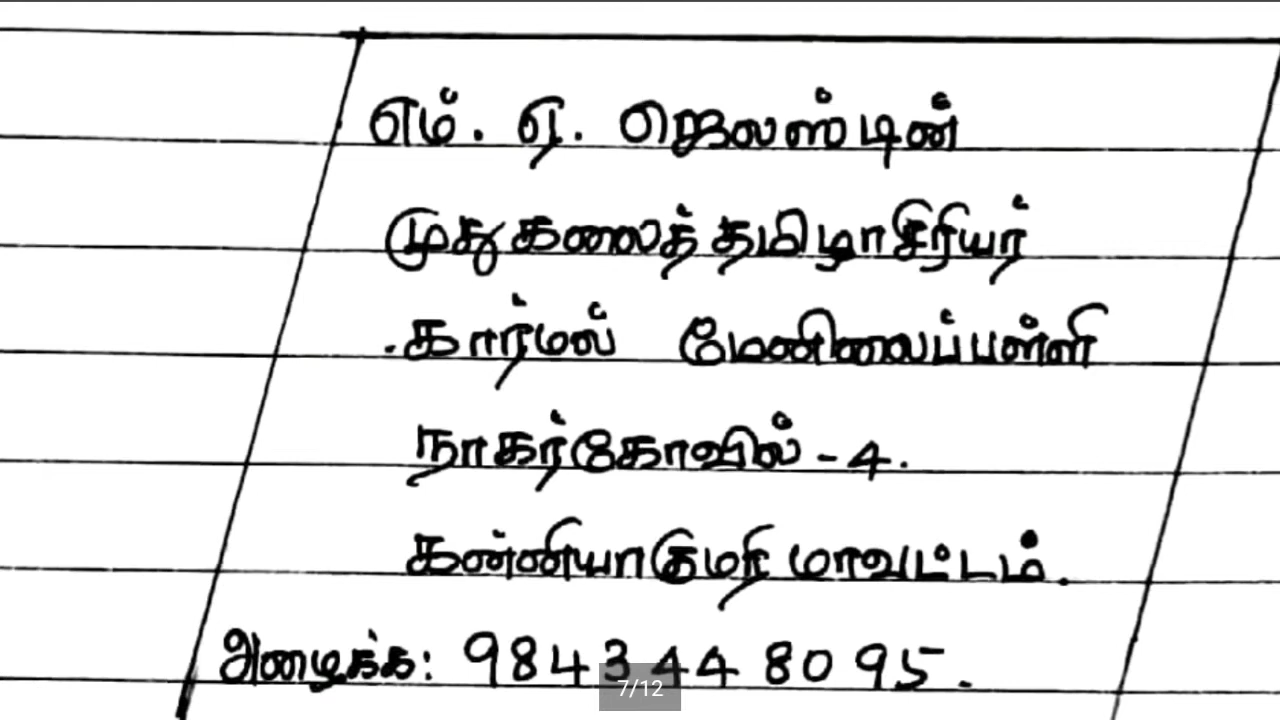 எம். ஏ. ஜெலஸ்டின்
முதுகலைத் தமிழாசிரியர்
.கார்மல் மேனிலைப்பள்ளி
நாகர்கோவில் - 4.
கன்னியாகுமரி மாவட்டம்.
அழைக்க: 9843448095.
7/12